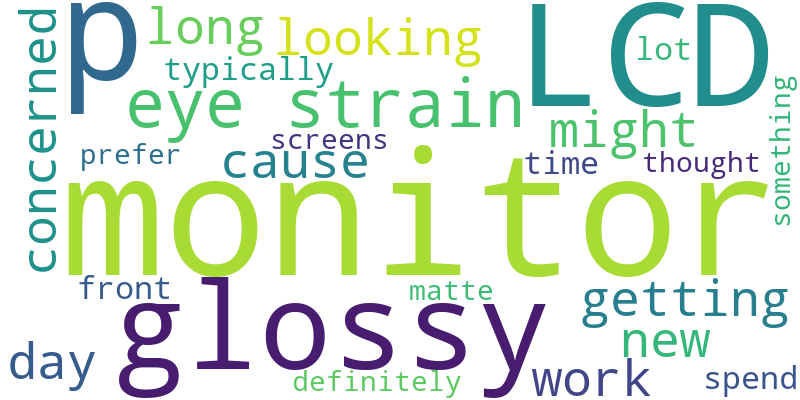 p
LCD
long
looking
lot
concerned
typically
eye strain
might
something
screens
prefer
cause
time
thought
monitor
front
matte
getting
glossy
new
day
definitely
work
spend